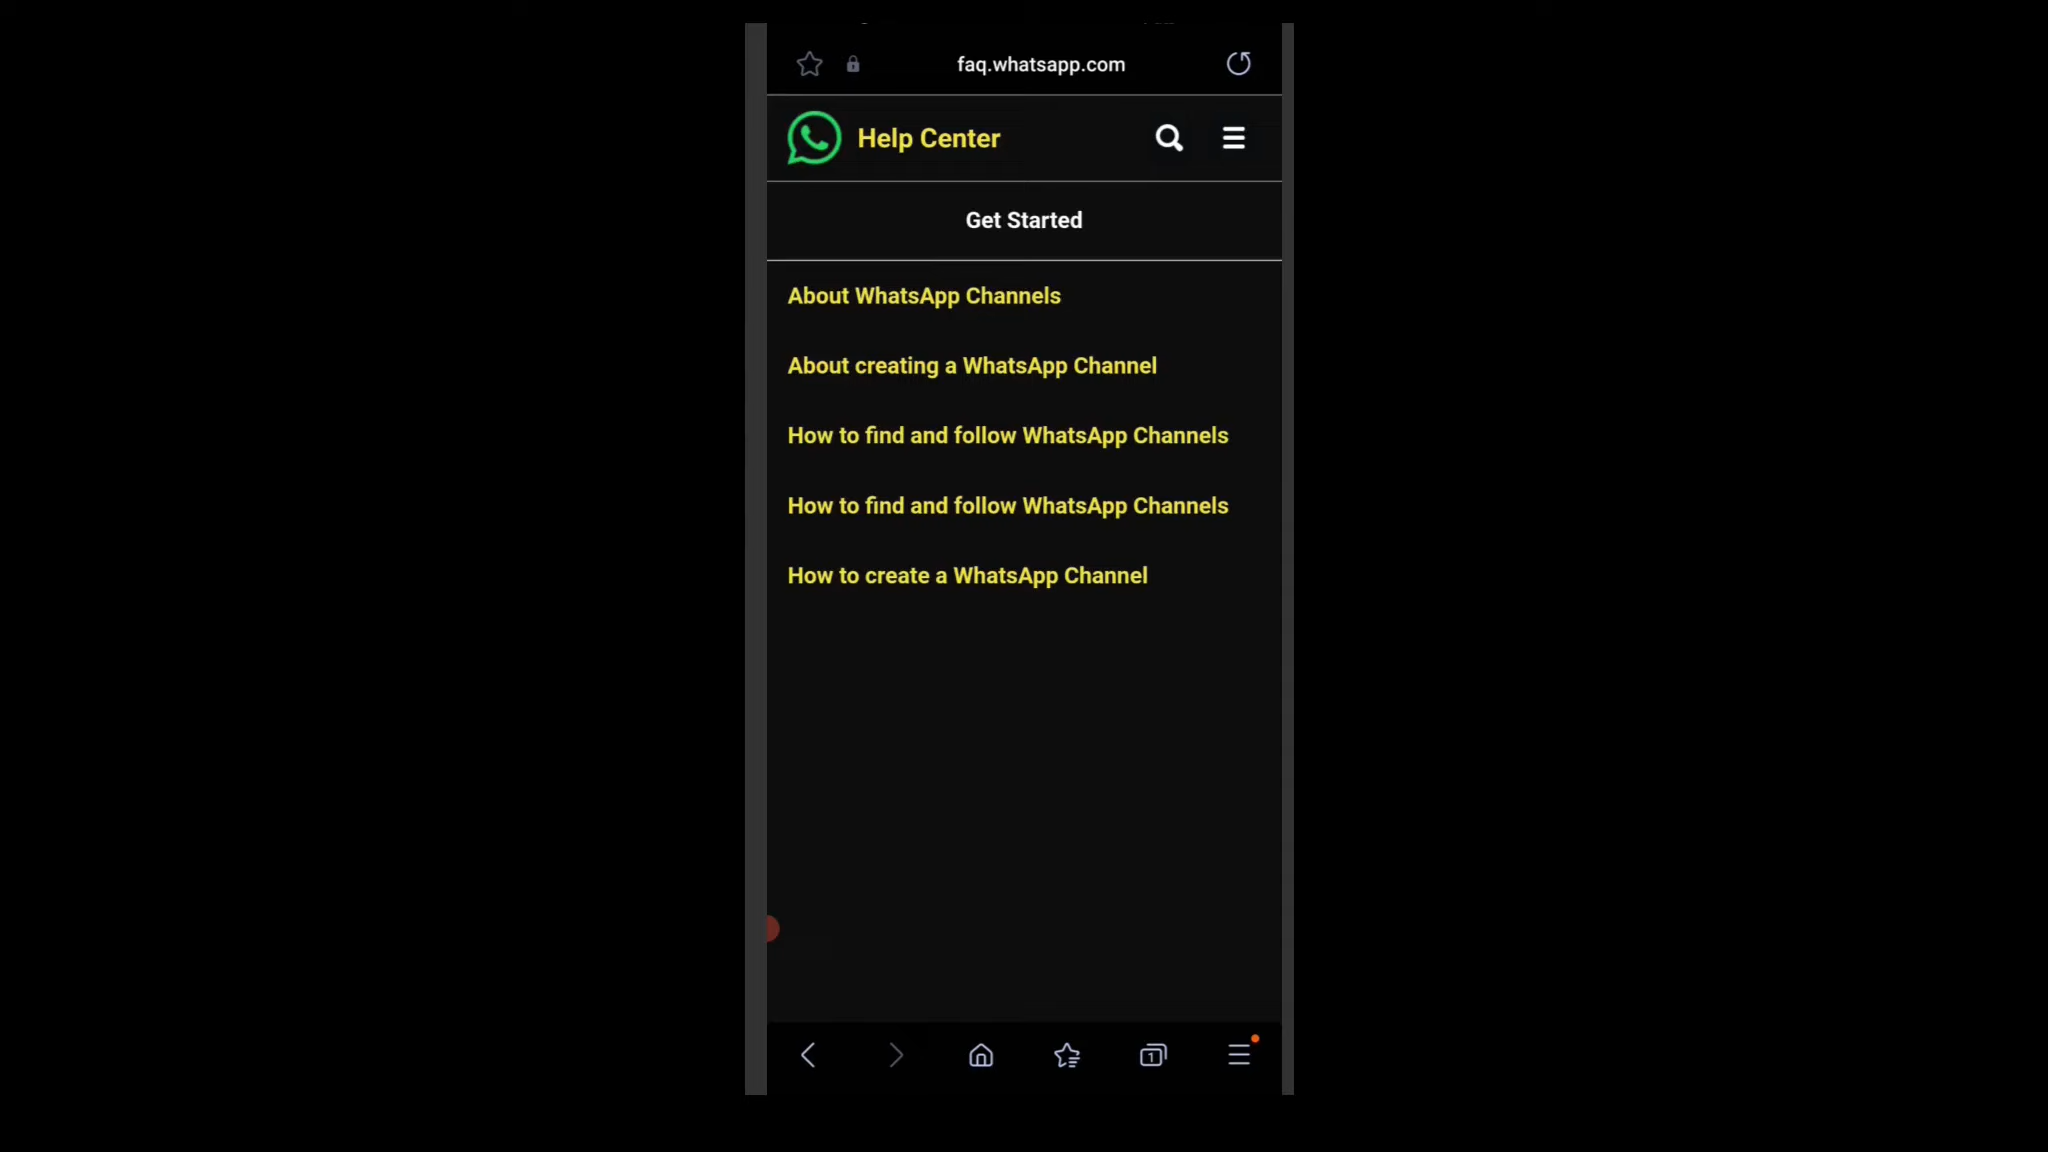 faq.whatsapp.com
Help Center
Get Started
About WhatsApp Channels
About creating a WhatsApp Channel
How to find and follow WhatsApp Channels
How to find and follow WhatsApp Channels
How to create a WhatsApp Channel
1